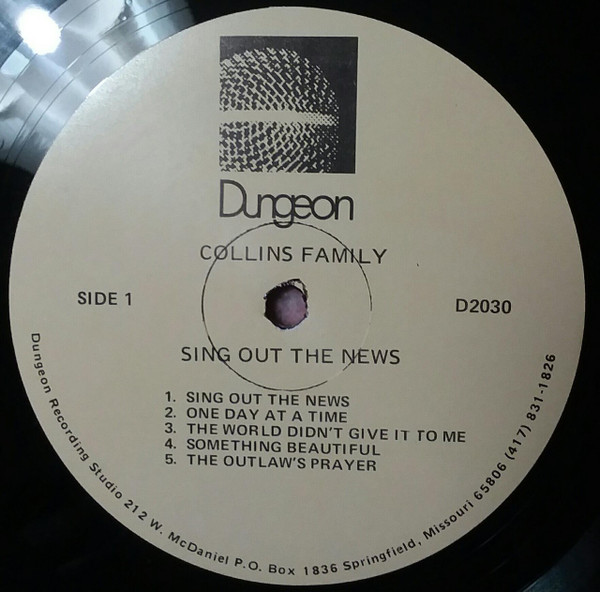 Dungeon
COLLINS FAMILY
SIDE 1
D2030
SING OUT THE NEWS
1. SING OUT THE NEWS
2. ONE DAY AT A TIME
3. THE WORLD DIDN'T GIVE IT TO ME
4. SOMETHING BEAUTIFUL
5. THE OUTLAW'S PRAYER
Dungeon Recording Studio 212 W. McDaniel P.O. Box 1836 Springfield, Missouri 65806 (417) 831-1826